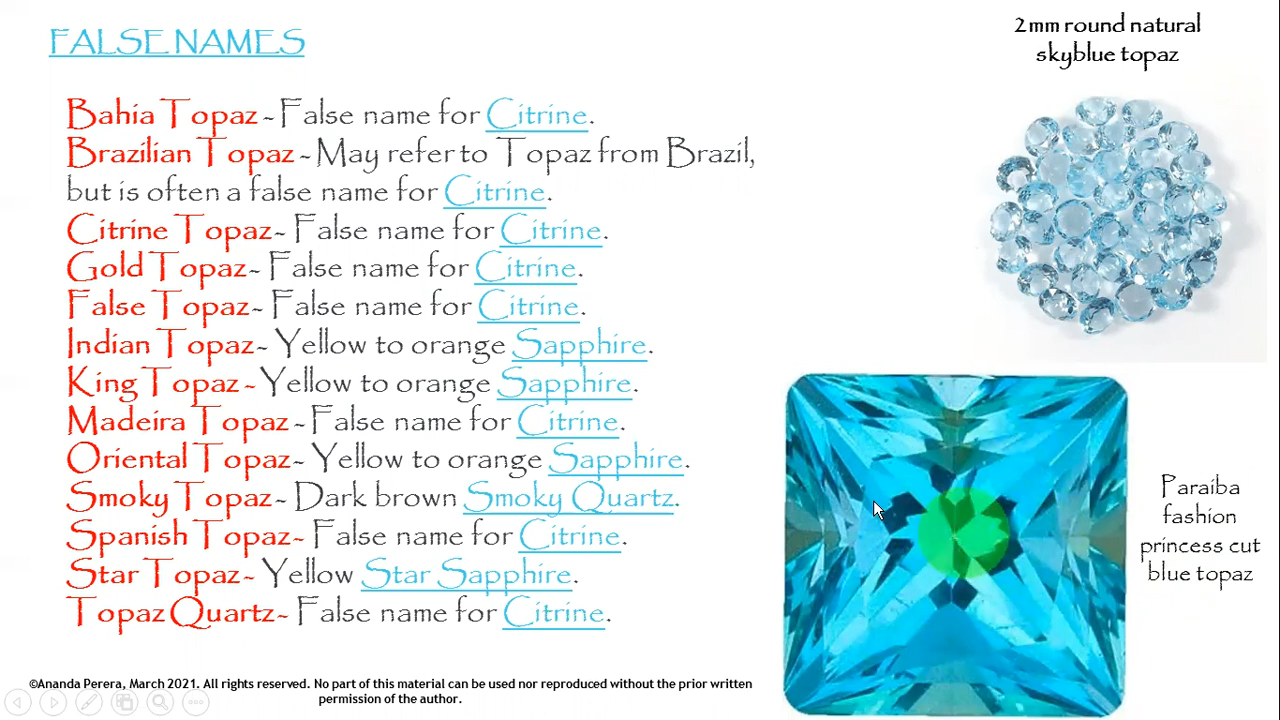 FALSE NAMES
Bahia Topaz - False name for Citrine.
Brazilian Topaz - May refer to Topaz from Brazil,
but is often a false name for Citrine.
Citrine Topaz- False name for Citrine.
Gold Topaz- False name for Citrine.
False Topaz- False name for Citrine.
Indian Topaz- Yellow to orange Sapphire.
King Topaz - Yellow to orange Sapphire.
Madeira Topaz - False name for Citrine.
Oriental Topaz- Yellow to orange Sapphire.
Smoky Topaz- Dark brown Smoky Quartz.
Spanish Topaz- False name for Citrine.
Star Topaz- Yellow Star Sapphire.
Topaz Quartz- False name for Citrine.
2mm round natural
skyblue topaz
Paraiba
fashion
princess cut
blue topaz
©Ananda Perera, March 2021. All rights reserved. No part of this material can be used nor reproduced without the prior written
permission of the author.